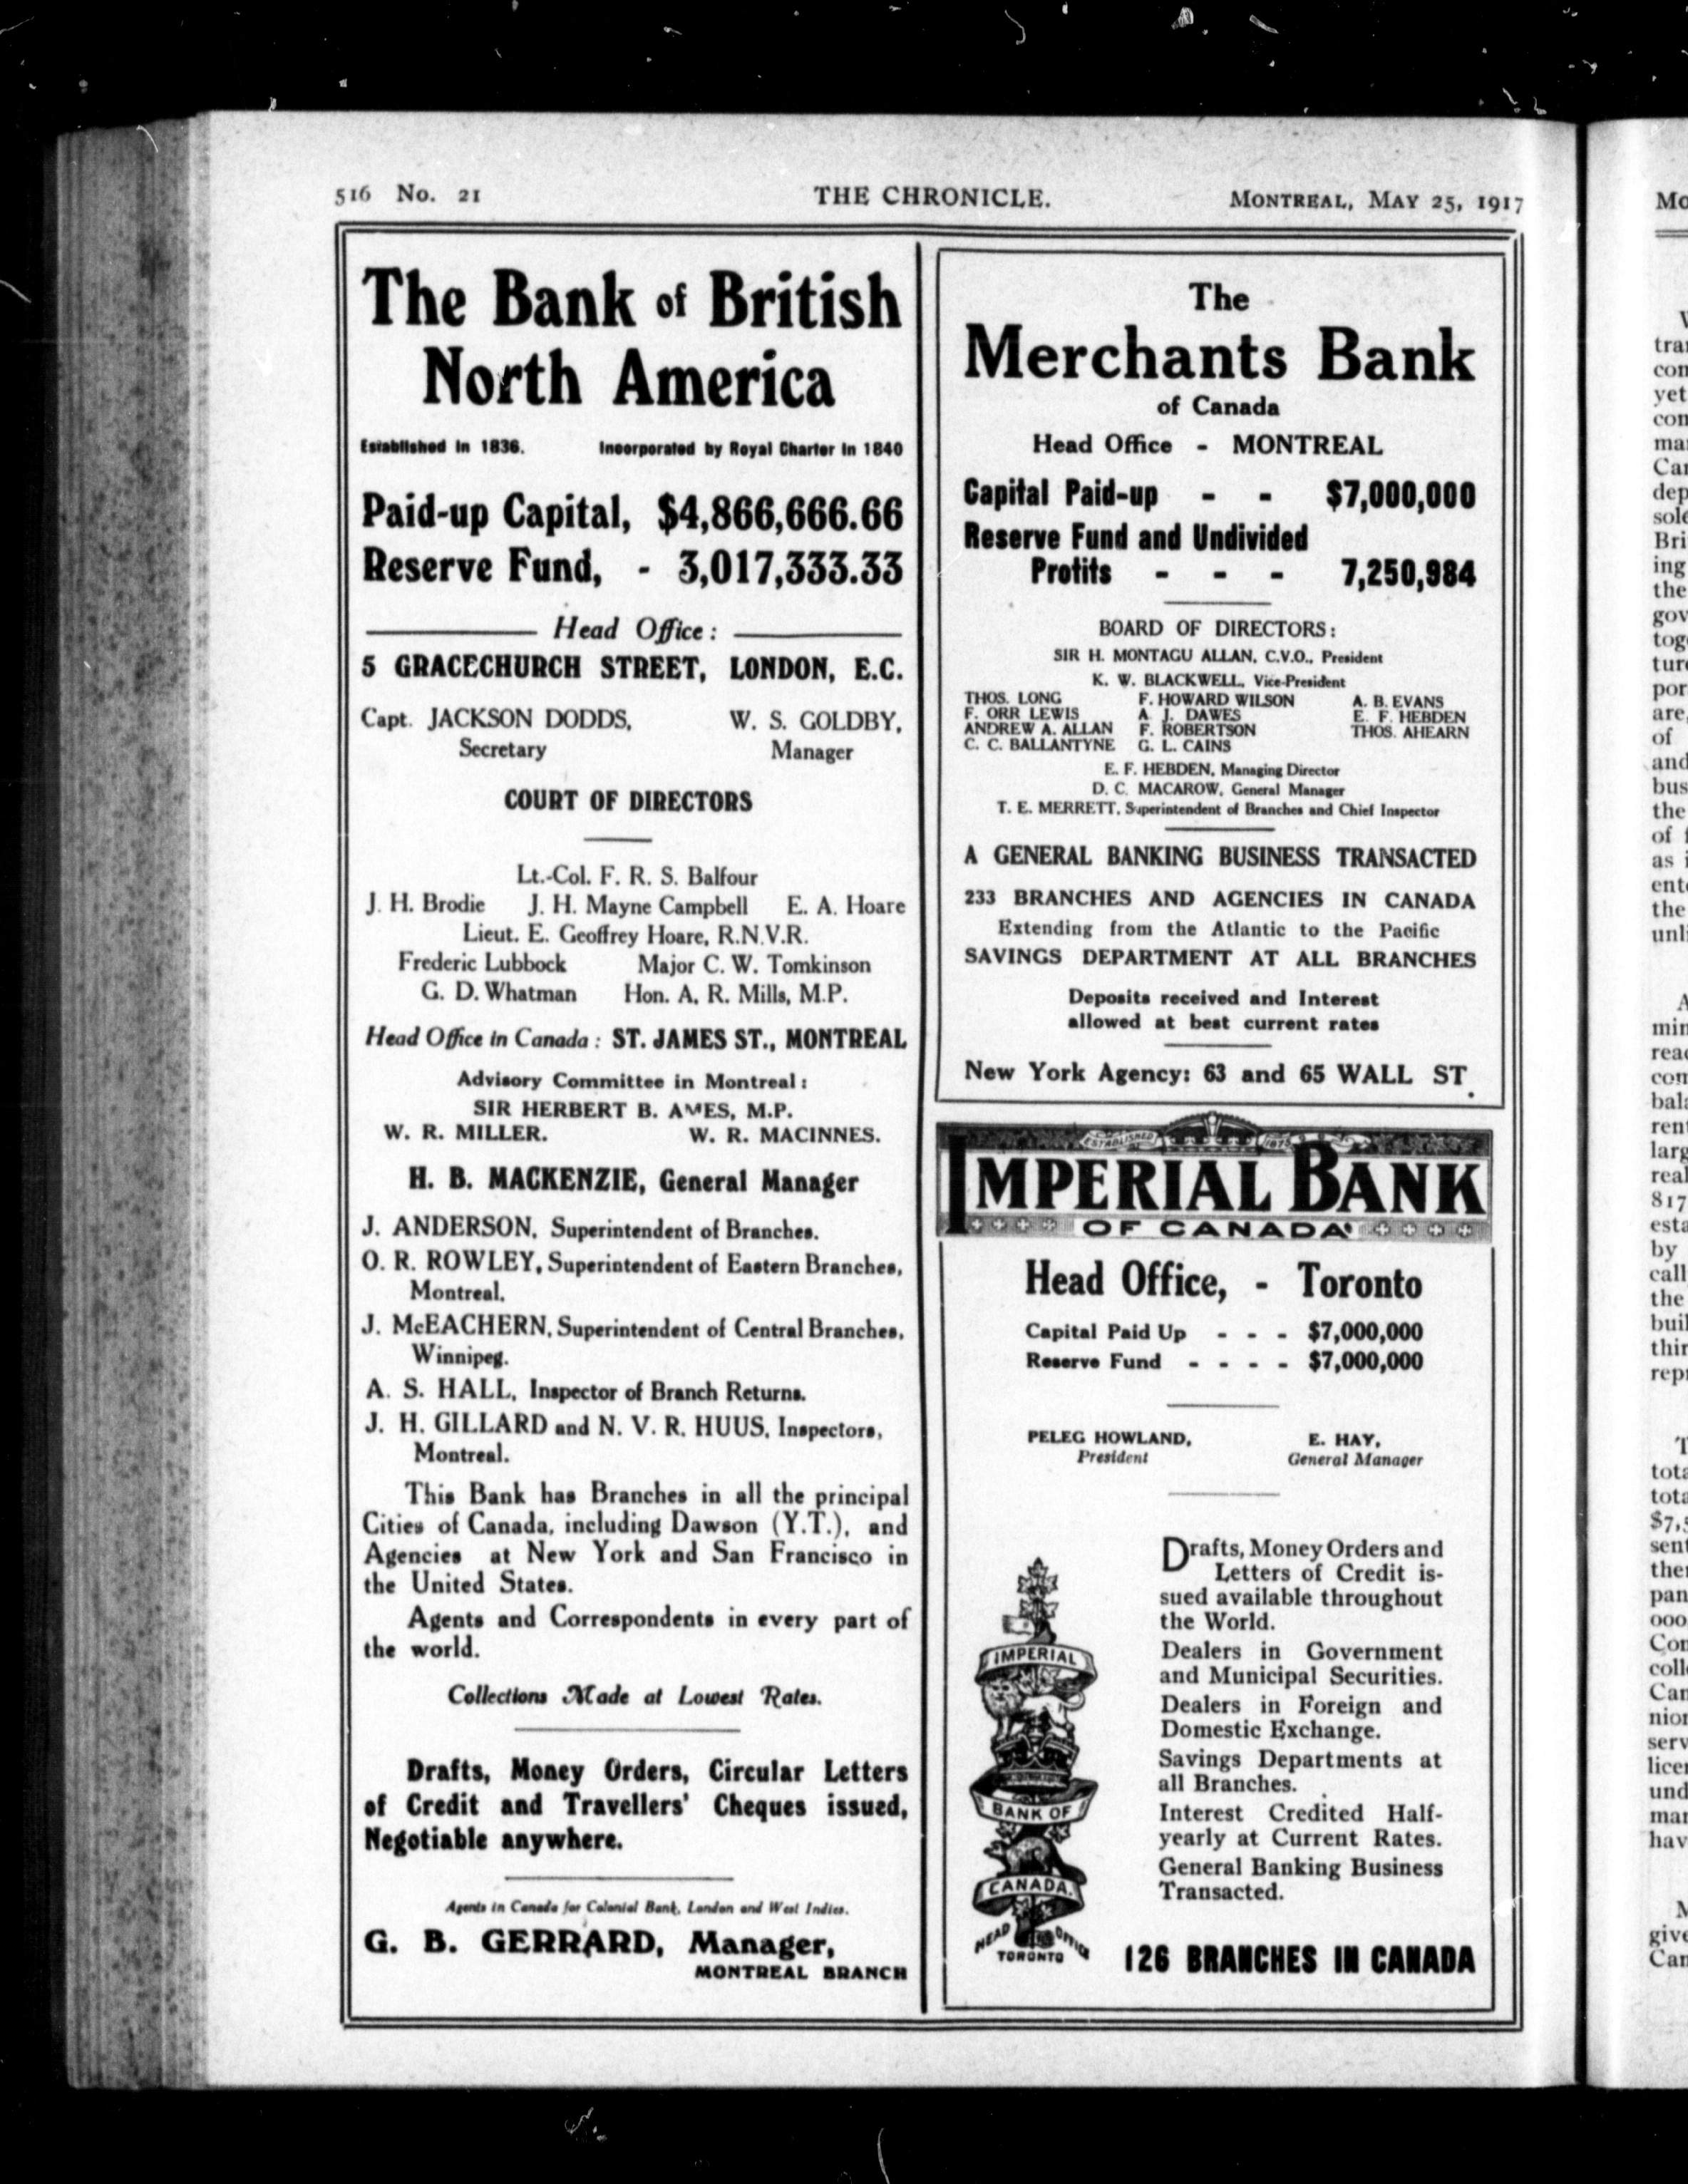 516 No. 21 THE CHRONICLE. MONTREAL, MAY 25, 1917
The Bank of British
North America
Established in 1836. Incorporated by Royal Charter in 1840
Paid-up Capital, $4,866,666.66
Reserve Fund, - 3,017,333.33
Head Office:
5 GRACECHURCH STREET, LONDON, E.C.
Capt. JACKSON DODDS, W. S. GOLDBY,
Secretary Manager
COURT OF DIRECTORS
Lt.-Col. F. R. S. Balfour
J. H. Brodie J. H. Mayne Campbell E. A. Hoare
Lieut. E. Geoffrey Hoare, R.N.V.R.
Frederic Lubbock Major C. W. Tomkinson
G. D. Whatman Hon. A. R. Mills, M.P.
Head Office in Canada: ST. JAMES ST., MONTREAL
Advisory Committee in Montreal:
SIR HERBERT B. AMES, M.P.
W. R. MILLER. W. R. MACINNES.
H. B. MACKENZIE, General Manager
J. ANDERSON, Superintendent of Branches.
O. R. ROWLEY, Superintendent of Eastern Branches,
Montreal.
J. McEACHERN, Superintendent of Central Branches,
Winnipeg.
A. S. HALL, Inspector of Branch Returns.
J. H. GILLARD and N. V. R. HUUS, Inspectors,
Montreal.
This Bank has Branches in all the principal
Cities of Canada, including Dawson (Y.T.), and
Agencies at New York and San Francisco in
the United States.
Agents and Correspondents in every part of
the world.
Collections Made at Lowest Rates.
Drafts, Money Orders, Circular Letters
of Credit and Travellers' Cheques issued,
Negotiable anywhere.
Agents in Canada for Colonial Bank, London and West Indies.
G. B. GERRARD, Manager,
MONTREAL BRANCH
The
Merchants Bank
of Canada
Head Office - MONTREAL
Capital Paid-up - - $7,000,000
Reserve Fund and Undivided
Profits - - - 7,250,984
BOARD OF DIRECTORS:
SIR H. MONTAGU ALLAN, C.V.O., President
K. W. BLACKWELL, Vice-President
THOS. LONG F. HOWARD WILSON A. B. EVANS
F. ORR LEWIS A. J. DAWES E. F. HEBDEN
ANDREW A. ALLAN F. ROBERTSON THOS. AHEARN
C. C. BALLANTYNE G. L. CAINS
E. F. HEBDEN, Managing Director
D. C. MACAROW, General Manager
T. E. MERRETT, Superintendent of Branches and Chief Inspector
A GENERAL BANKING BUSINESS TRANSACTED
233 BRANCHES AND AGENCIES IN CANADA
Extending from the Atlantic to the Pacific
SAVINGS DEPARTMENT AT ALL BRANCHES
Deposits received and Interest
allowed at best current rates
New York Agency: 63 and 65 WALL ST.
ESTABLISHED 1875
IMPERIAL BANK
OF CANADA
Head Office, - Toronto
Capital Paid Up - - - $7,000,000
Reserve Fund - - - - $7,000,000
PELEG HOWLAND, E. HAY,
President General Manager
Drafts, Money Orders and
Letters of Credit is-
sued available throughout
the World.
Dealers in Government
and Municipal Securities.
Dealers in Foreign and
Domestic Exchange.
Savings Departments at
all Branches.
Interest Credited Half-
yearly at Current Rates.
General Banking Business
Transacted.
IMPERIAL
BANK OF
CANADA.
HEAD OFFICE
TORONTO
126 BRANCHES IN CANADA